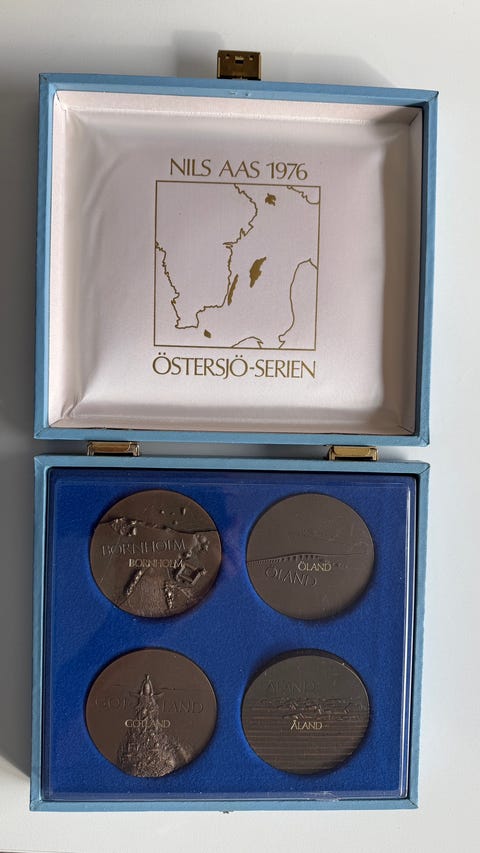 NILS AAS 1976
ÖSTERSJÖ-SERIEN
BORNHOLM
BORNHOLM
ÖLAND
ÖLAND
GOTLAND
GOTLAND
ÅLAND
ÅLAND